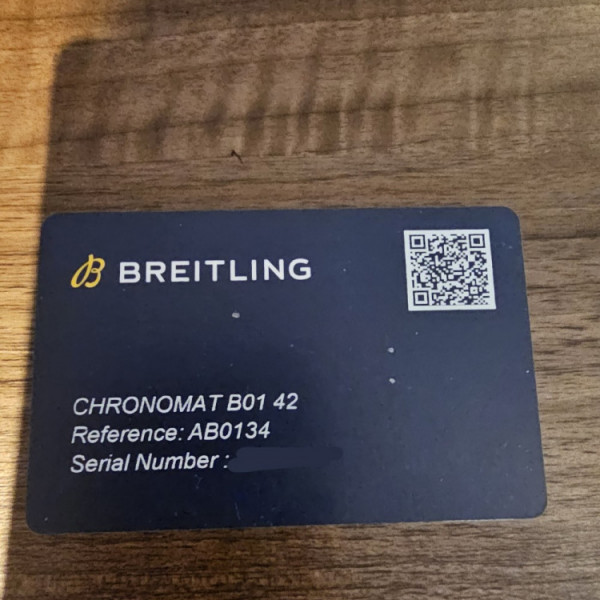 B BREITLING
CHRONOMAT B01 42
Reference: AB0134
Serial Number :